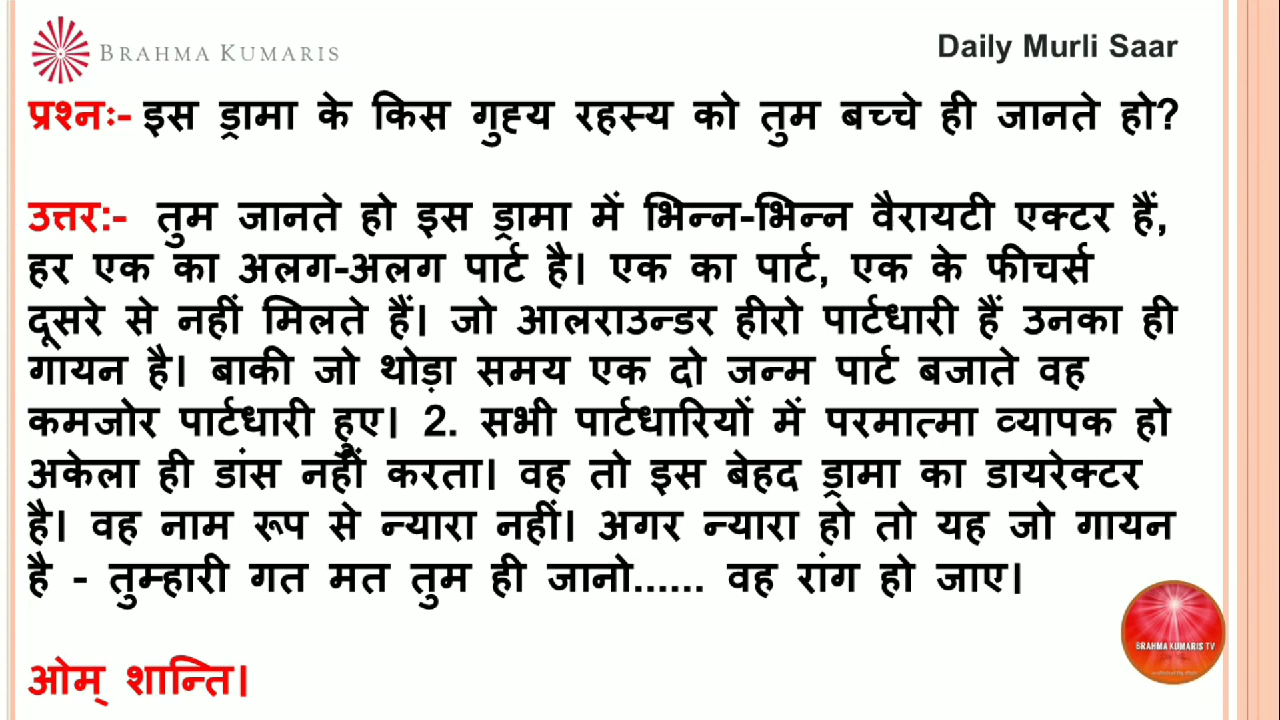 BRAHMA KUMARIS
Daily Murli Saar
प्रश्नः- इस ड्रामा के किस गुह्य रहस्य को तुम बच्चे ही जानते हो?
उत्तर:- तुम जानते हो इस ड्रामा में भिन्न-भिन्न वैरायटी एक्टर हैं,
हर एक का अलग-अलग पार्ट है। एक का पार्ट, एक के फीचर्स
दूसरे से नहीं मिलते हैं। जो आलराउन्डर हीरो पार्टधारी हैं उनका ही
गायन है। बाकी जो थोड़ा समय एक दो जन्म पार्ट बजाते वह
कमजोर पार्टधारी हुए। 2. सभी पार्टधारियों में परमात्मा व्यापक हो
अकेला ही डांस नहीं करता। वह तो इस बेहद ड्रामा का डायरेक्टर
है। वह नाम रूप से न्यारा नहीं। अगर न्यारा हो तो यह जो गायन
है - तुम्हारी गत मत तुम ही जानो...... वह रांग हो जाए।
BRAHMA KUMARIS TV
ओम् शान्ति।